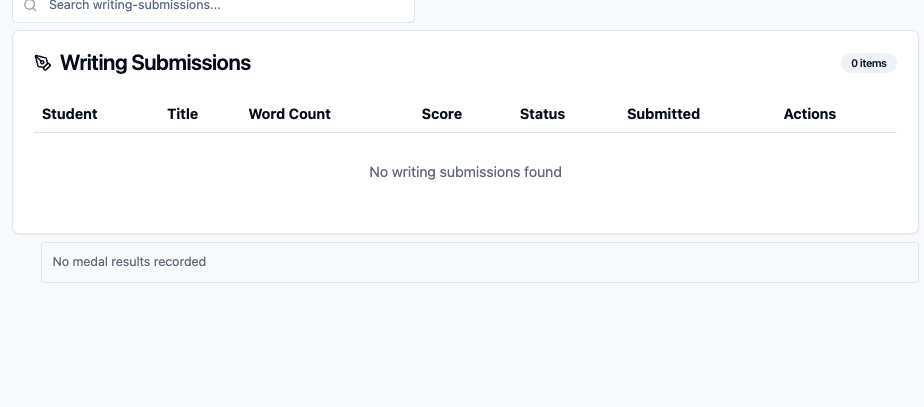 Search writing-submissions...
Writing Submissions
0 items
Student Title Word Count Score Status Submitted Actions
No writing submissions found
No medal results recorded